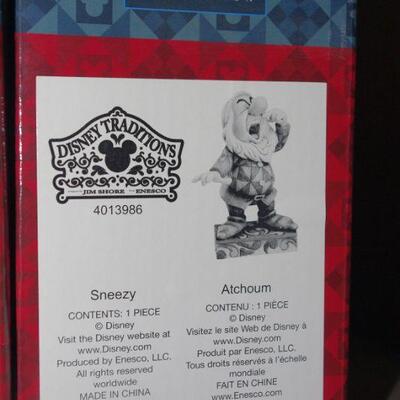 DISNEY TRADITIONS
JIM SHORE for ENESCO
4013986
Sneezy
CONTENTS: 1 PIECE
© Disney
Visit the Disney website at
www.Disney.com
Produced by Enesco, LLC.
All rights reserved
worldwide
MADE IN CHINA
Atchoum
CONTENU : 1 PIÈCE
© Disney
Visitez le site Web de Disney à
www.Disney.com
Produit par Enesco, LLC.
Tous droits réservés à l'échelle
mondiale
FAIT EN CHINE
www.Enesco.com